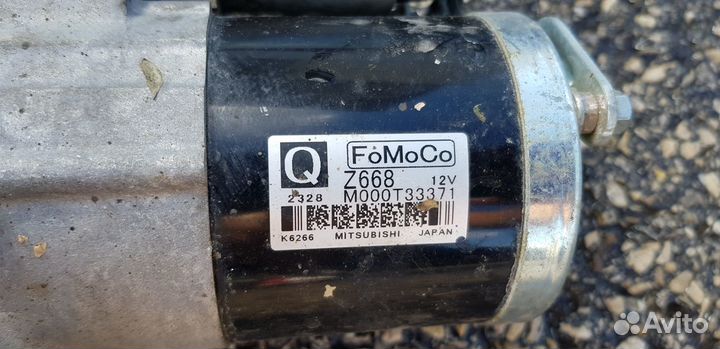 Q FoMoCo
Z668 12V
2328 M000T33371
K6266 MITSUBISHI JAPAN
Avito